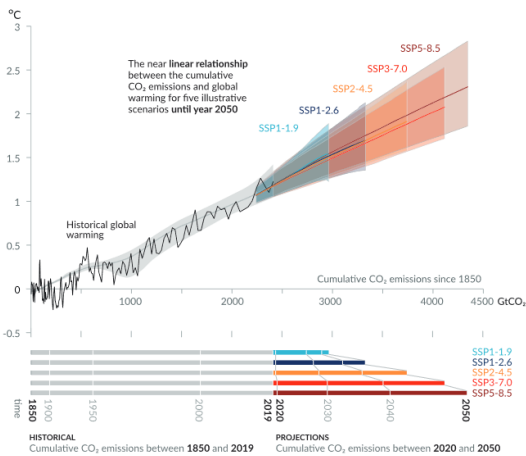 °C
3
2.5
2
1.5
1
0.5
0
-0.5
The near linear relationship
between the cumulative
CO₂ emissions and global
warming for five illustrative
scenarios until year 2050
SSP5-8.5
SSP3-7.0
SSP2-4.5
SSP1-2.6
SSP1-1.9
Historical global
warming
Cumulative CO₂ emissions since 1850
1000 2000 3000 4000 4500 GtCO₂
SSP1-1.9
SSP1-2.6
SSP2-4.5
SSP3-7.0
SSP5-8.5
time 1850 1900 1950 2000 2019 2020 2030 2040 2050
HISTORICAL
Cumulative CO₂ emissions between 1850 and 2019
PROJECTIONS
Cumulative CO₂ emissions between 2020 and 2050